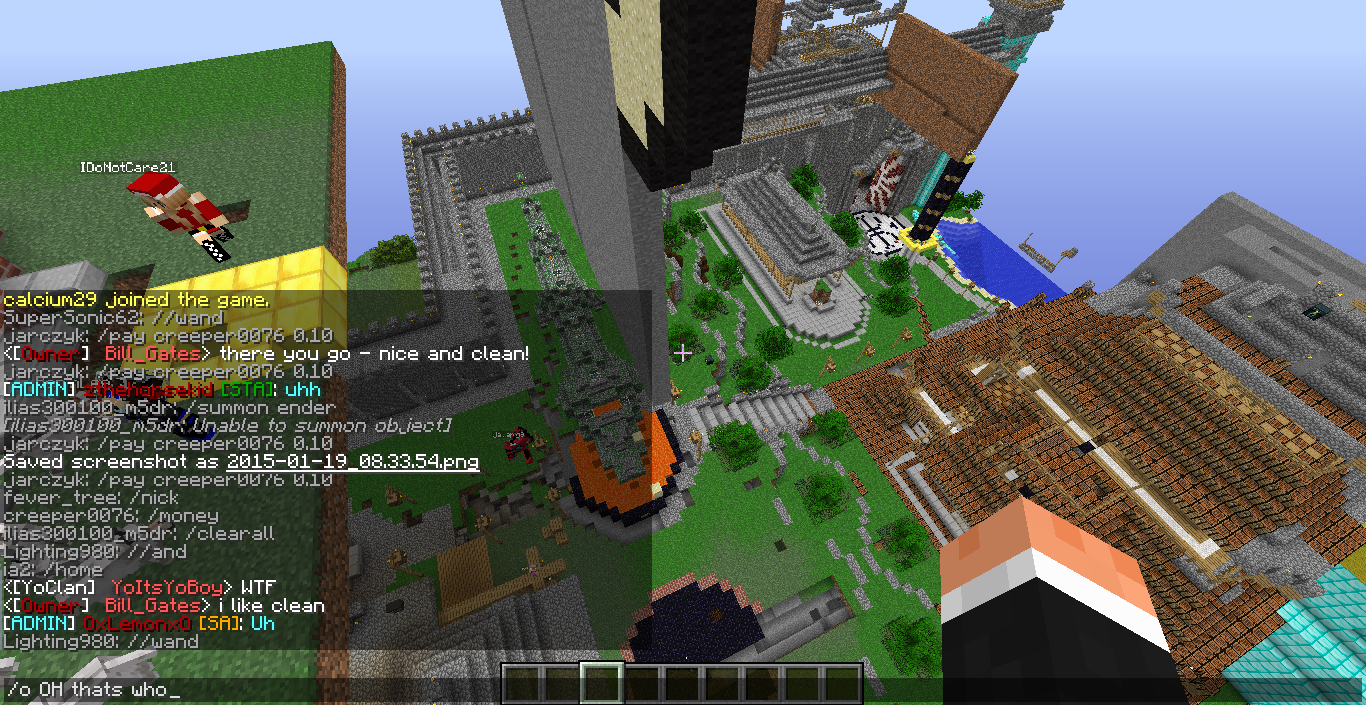 IDoNotCare21
calcium29 joined the game.
SuperSonic62: //wand
jarczyk: /pay creeper0076 0.10
<[Owner] Bill_Gates> there you go - nice and clean!
jarczyk: /pay creeper0076 0.10
[ADMIN] zthehorsekid [STA]: uhh
ilias300100_m5dr: /summon ender
[ilias300100_m5dr: Unable to summon object]
jarczyk: /pay creeper0076 0.10
Saved screenshot as 2015-01-19_08.33.54.png
jarczyk: /pay creeper0076 0.10
fever_tree: /nick
creeper0076: /money
ilias300100_m5dr: /clearall
Lighting980: //and
ia2: /home
<[YoClan] YoItsYoBoy> WTF
<[Owner] Bill_Gates> i like clean
[ADMIN] 0xLemonx0 [SA]: Uh
Lighting980: //wand
/o OH thats who_